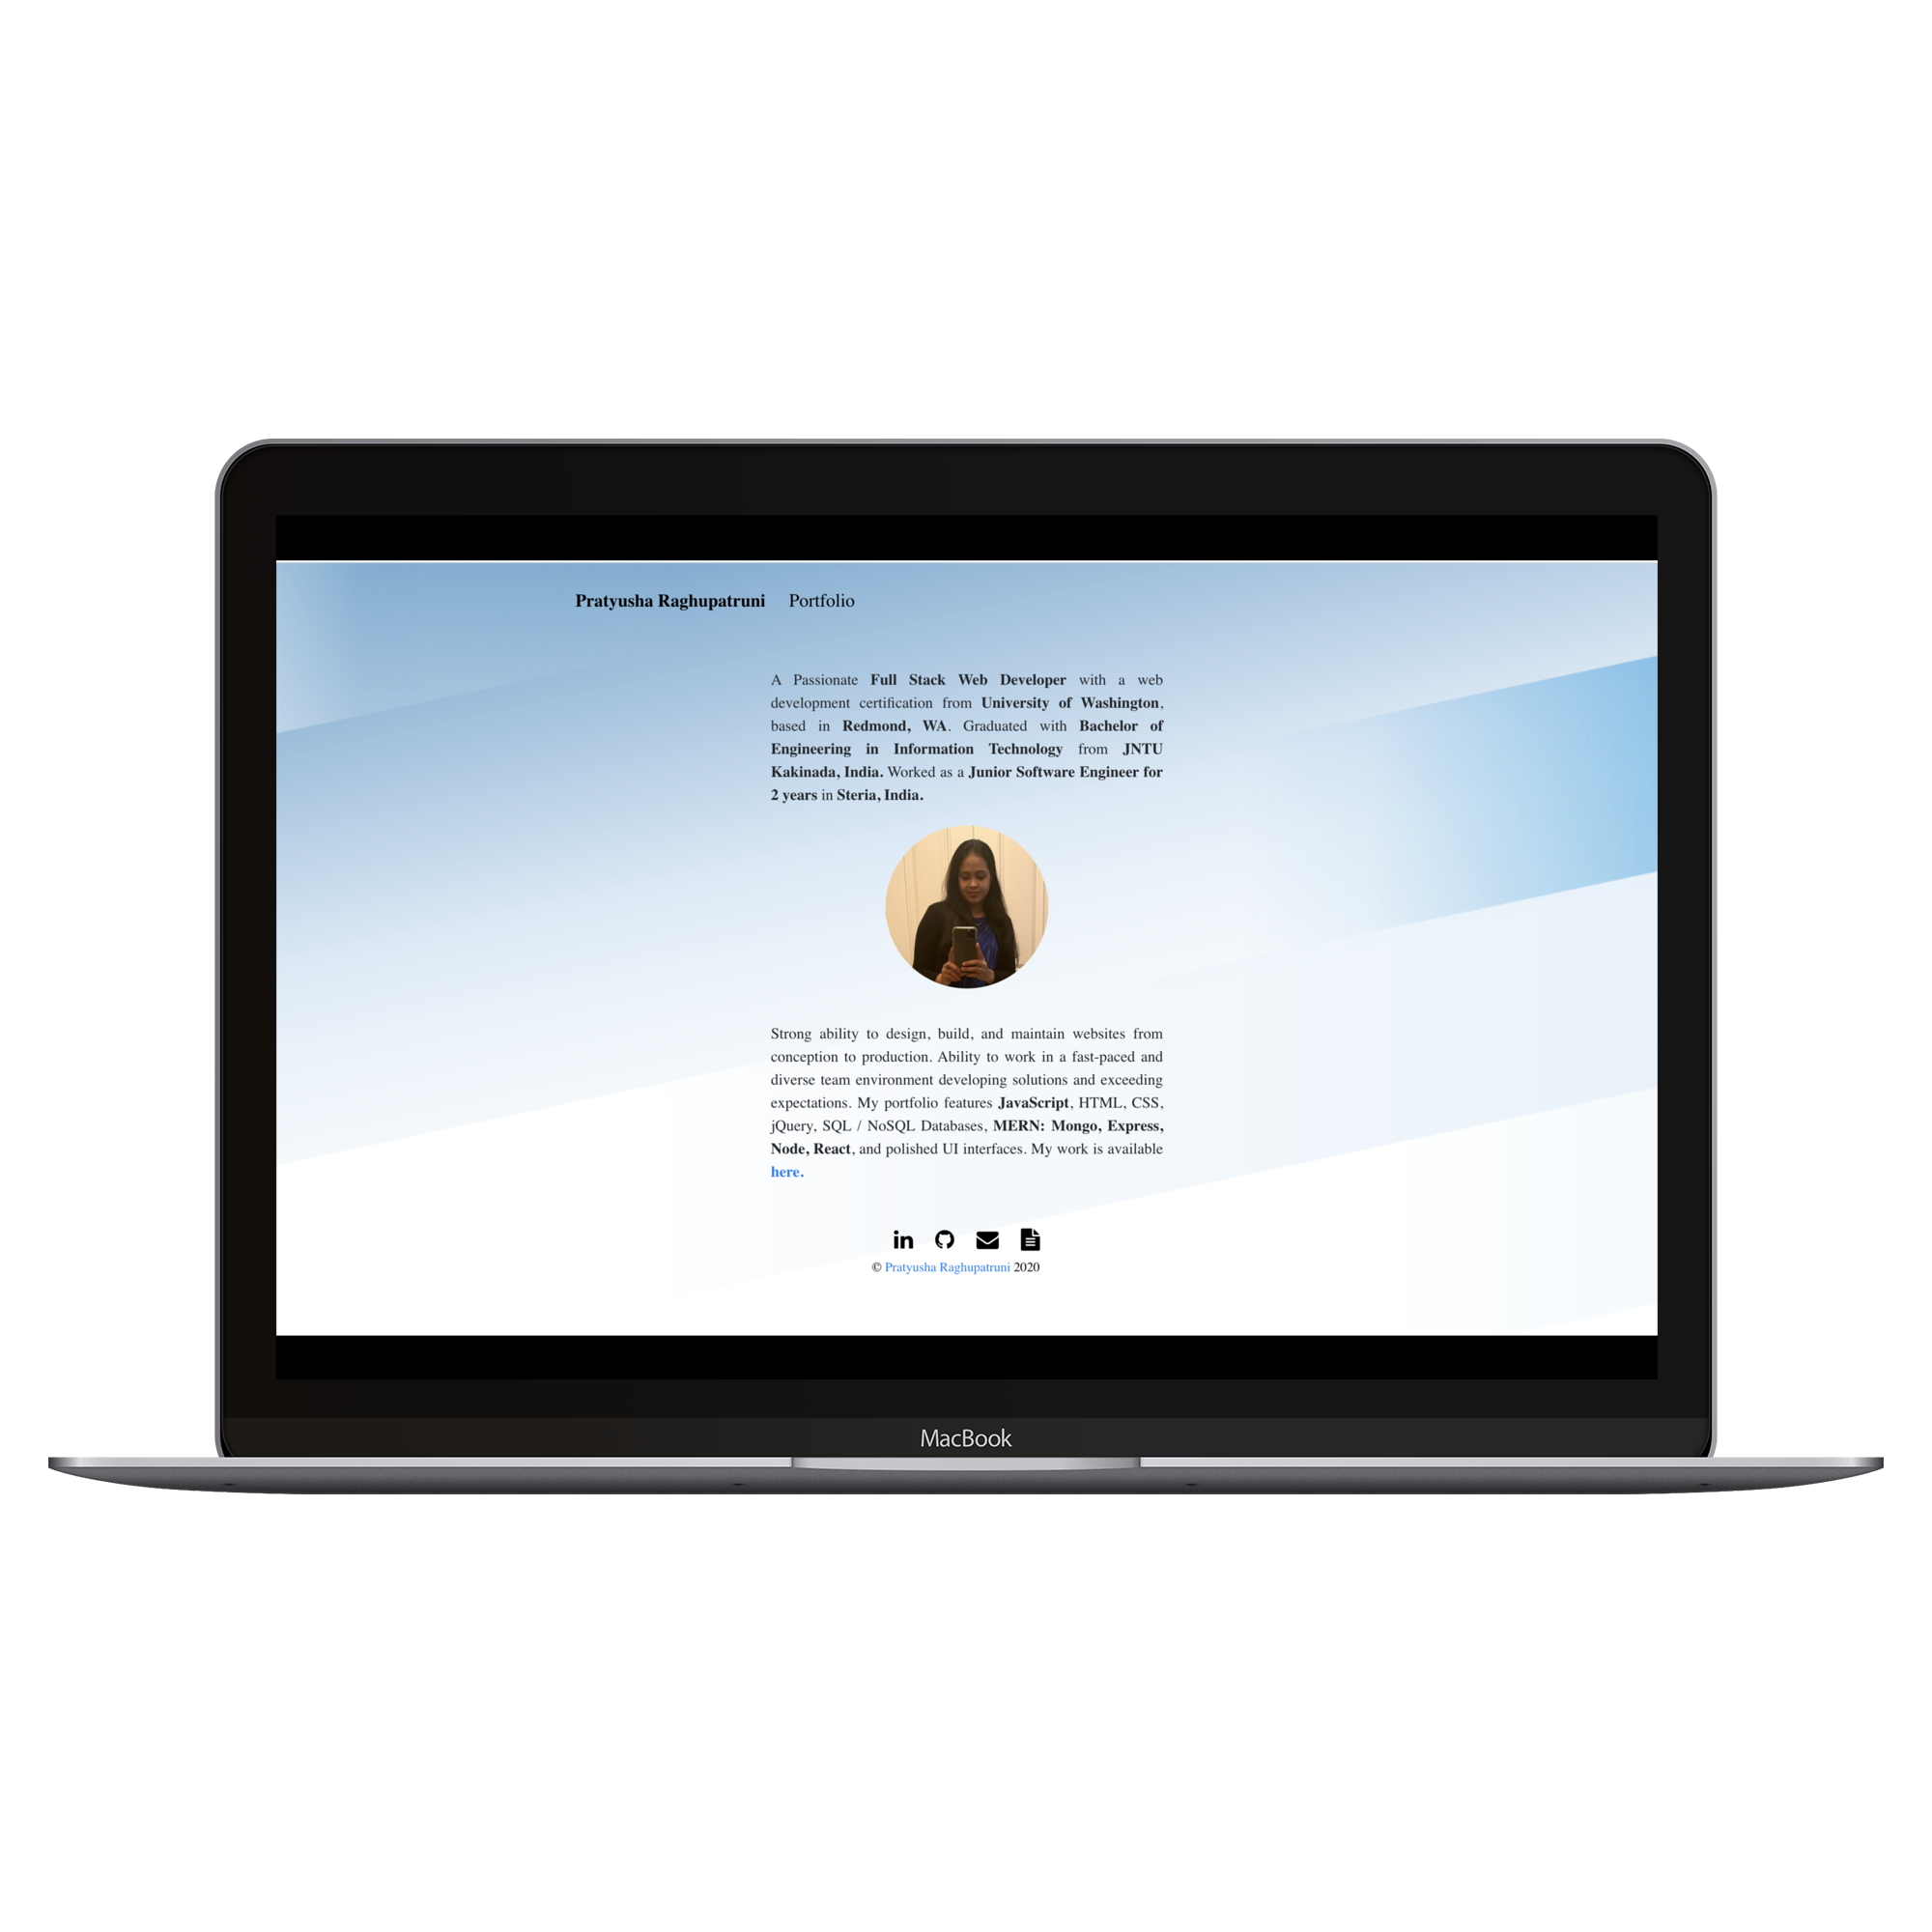 Pratyusha Raghupatruni Portfolio
A Passionate Full Stack Web Developer with a web
development certification from University of Washington,
based in Redmond, WA. Graduated with Bachelor of
Engineering in Information Technology from JNTU
Kakinada, India. Worked as a Junior Software Engineer for
2 years in Steria, India.
Strong ability to design, build, and maintain websites from
conception to production. Ability to work in a fast-paced and
diverse team environment developing solutions and exceeding
expectations. My portfolio features JavaScript, HTML, CSS,
jQuery, SQL / NoSQL Databases, MERN: Mongo, Express,
Node, React, and polished UI interfaces. My work is available
here.
in
© Pratyusha Raghupatruni 2020
MacBook